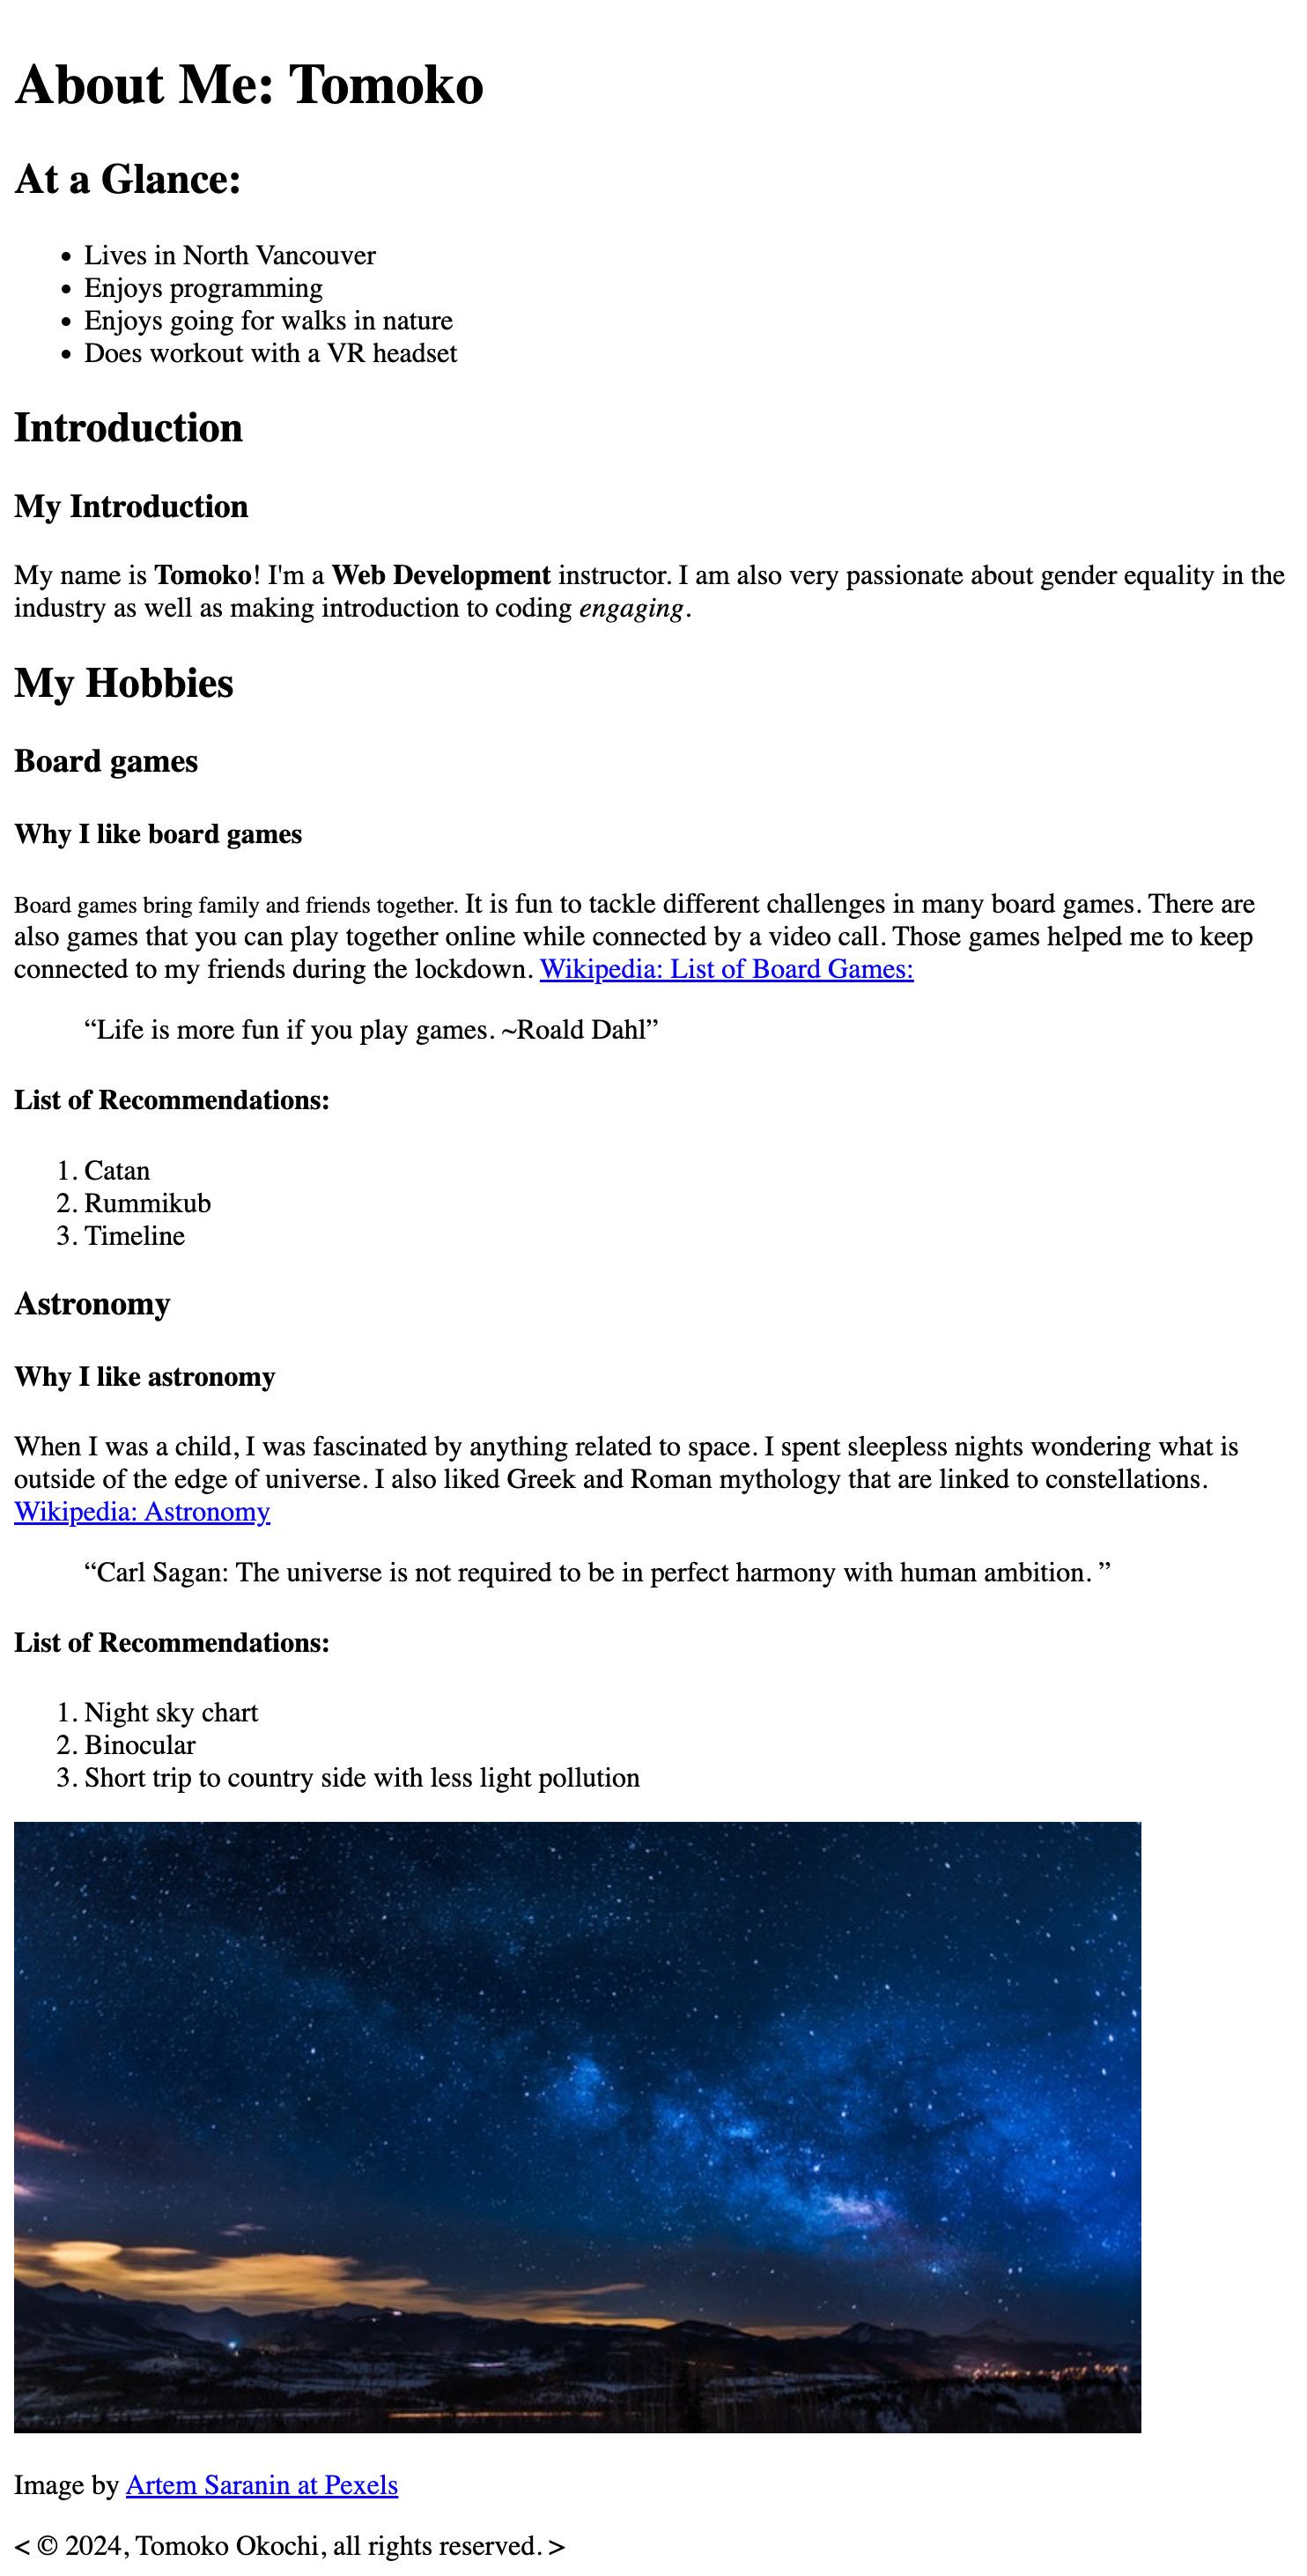 About Me: Tomoko
At a Glance:
• Lives in North Vancouver
• Enjoys programming
• Enjoys going for walks in nature
• Does workout with a VR headset
Introduction
My Introduction
My name is Tomoko! I'm a Web Development instructor. I am also very passionate about gender equality in the
industry as well as making introduction to coding engaging.
My Hobbies
Board games
Why I like board games
Board games bring family and friends together. It is fun to tackle different challenges in many board games. There are
also games that you can play together online while connected by a video call. Those games helped me to keep
connected to my friends during the lockdown. Wikipedia: List of Board Games:
“Life is more fun if you play games. ~Roald Dahl”
List of Recommendations:
1. Catan
2. Rummikub
3. Timeline
Astronomy
Why I like astronomy
When I was a child, I was fascinated by anything related to space. I spent sleepless nights wondering what is
outside of the edge of universe. I also liked Greek and Roman mythology that are linked to constellations.
Wikipedia: Astronomy
“Carl Sagan: The universe is not required to be in perfect harmony with human ambition. ”
List of Recommendations:
1. Night sky chart
2. Binocular
3. Short trip to country side with less light pollution
Image by Artem Saranin at Pexels
< © 2024, Tomoko Okochi, all rights reserved. >